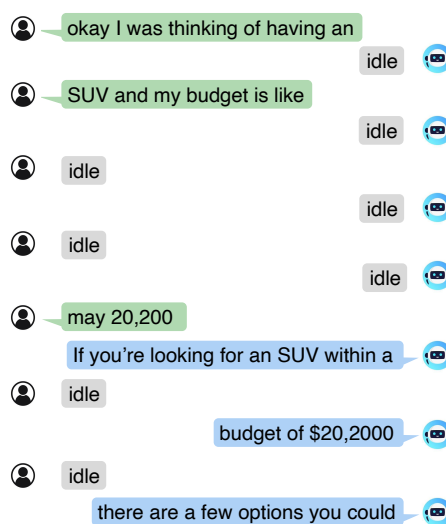 okay I was thinking of having an
idle
SUV and my budget is like
idle
idle
idle
idle
idle
may 20,200
If you're looking for an SUV within a
idle
budget of $20,2000
idle
there are a few options you could